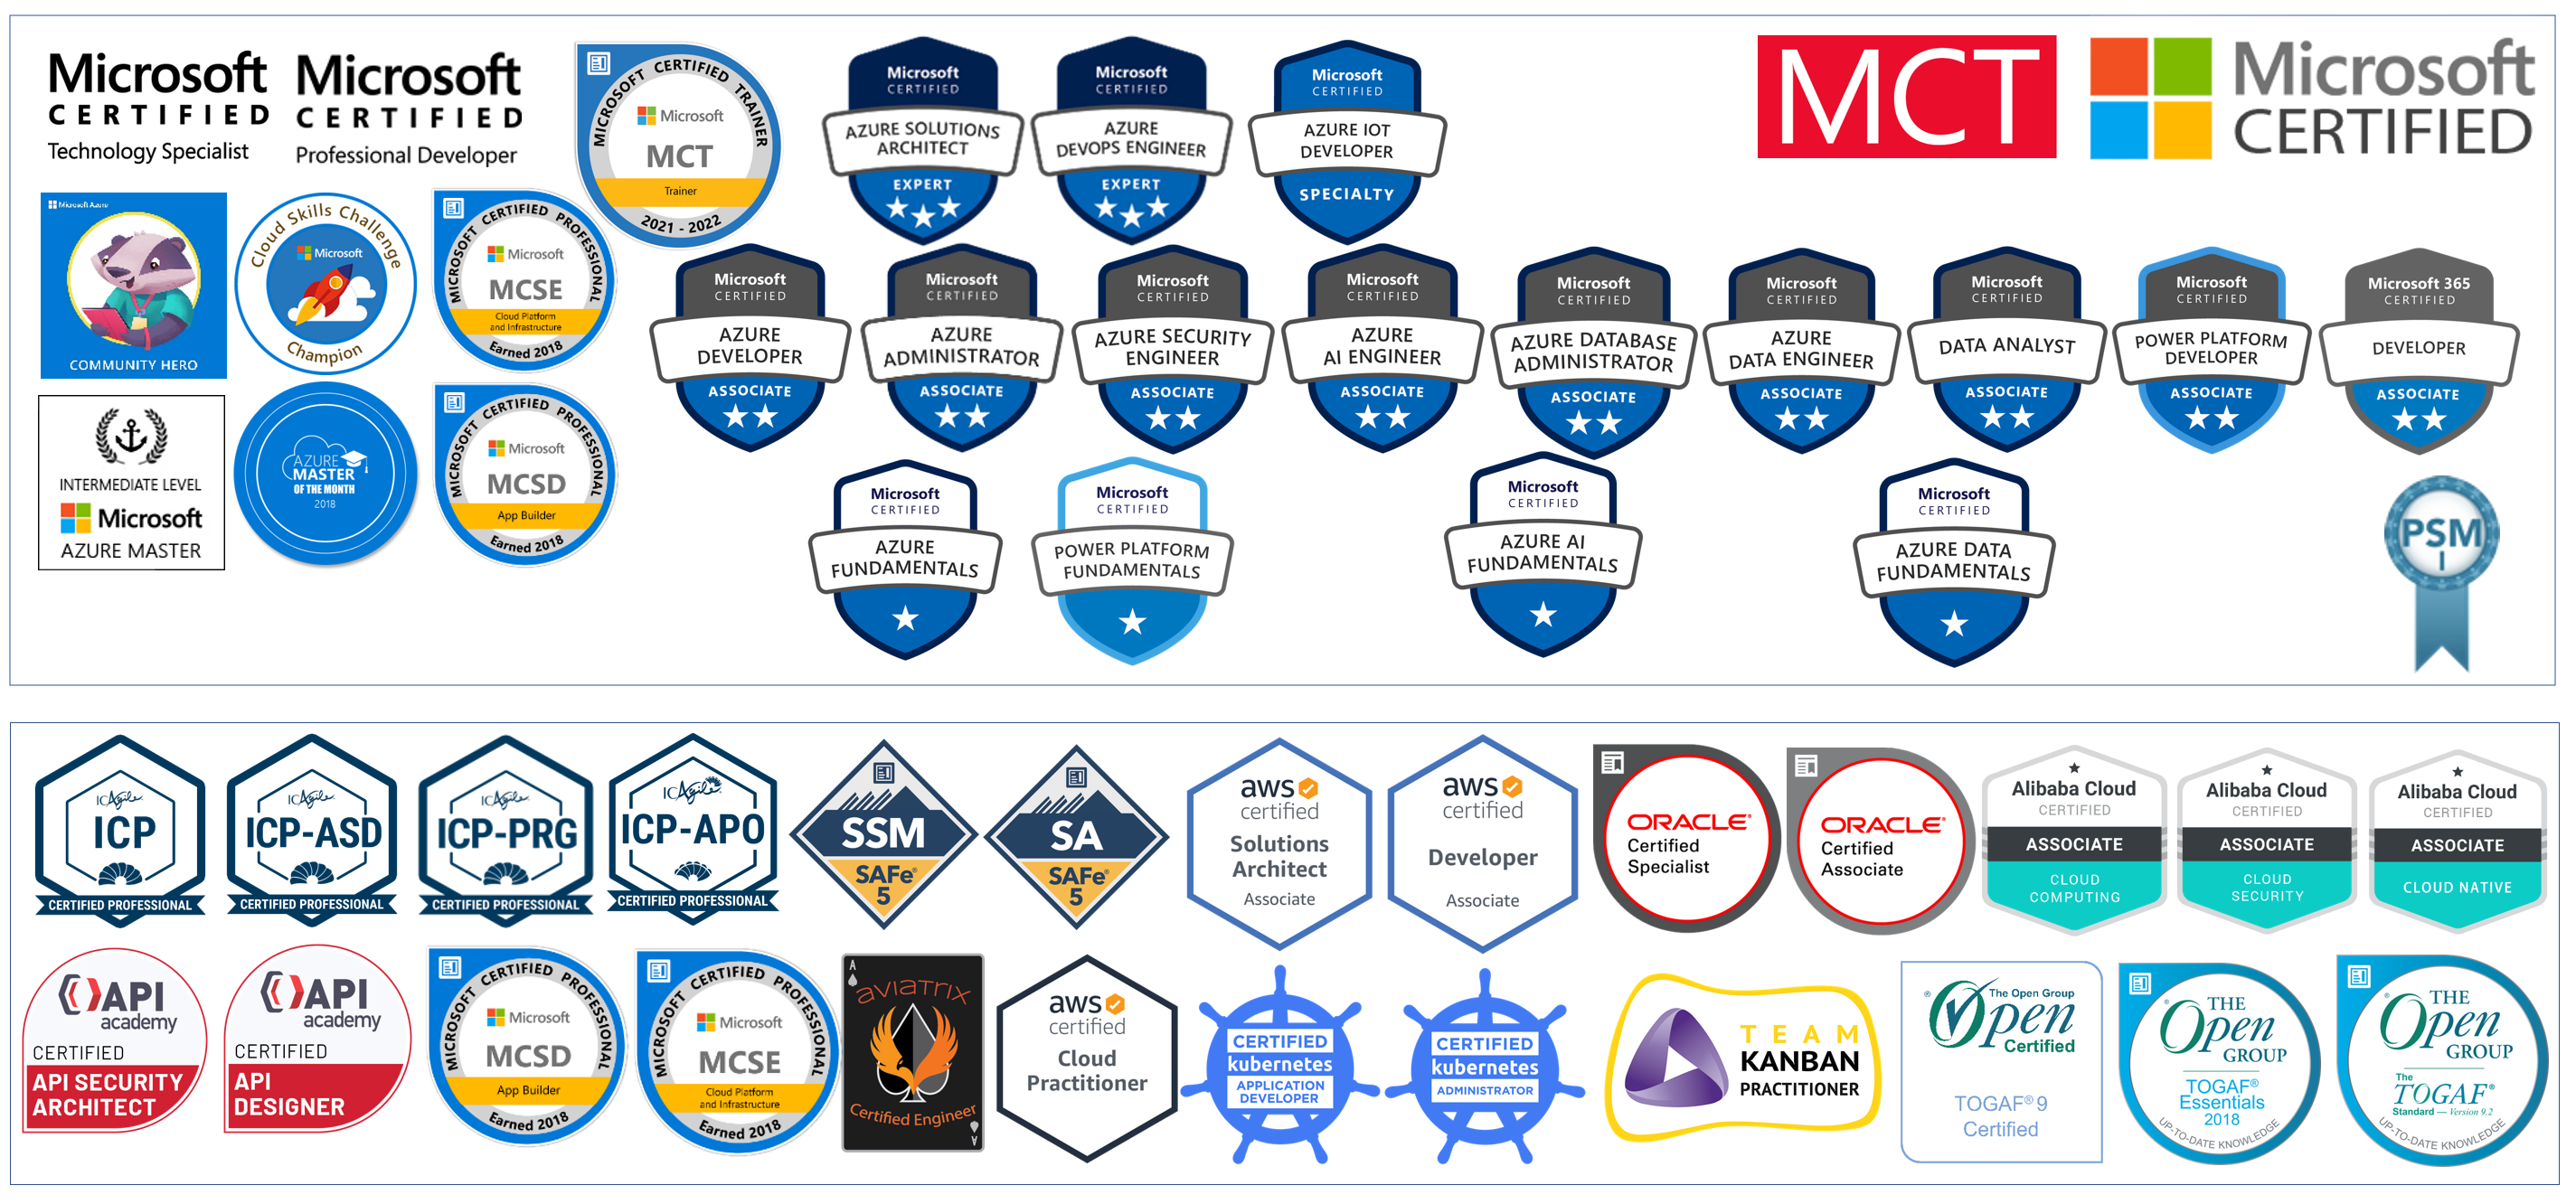 Microsoft
CERTIFIED
Technology Specialist
Microsoft
CERTIFIED
Professional Developer
MICROSOFT CERTIFIED TRAINER
Microsoft
MCT
Trainer
2021 - 2022
Microsoft
CERTIFIED
AZURE SOLUTIONS
ARCHITECT
EXPERT
Microsoft
CERTIFIED
AZURE
DEVOPS ENGINEER
EXPERT
Microsoft
CERTIFIED
AZURE IOT
DEVELOPER
SPECIALTY
MCT
Microsoft
CERTIFIED
Microsoft Azure
COMMUNITY HERO
Cloud Skills Challenge
Microsoft
Champion
MICROSOFT CERTIFIED PROFESSIONAL
Microsoft
MCSE
Cloud Platform
and Infrastructure
Earned 2018
Microsoft
CERTIFIED
AZURE
DEVELOPER
ASSOCIATE
Microsoft
CERTIFIED
AZURE
ADMINISTRATOR
ASSOCIATE
Microsoft
CERTIFIED
AZURE SECURITY
ENGINEER
ASSOCIATE
Microsoft
CERTIFIED
AZURE
AI ENGINEER
ASSOCIATE
Microsoft
CERTIFIED
AZURE DATABASE
ADMINISTRATOR
ASSOCIATE
Microsoft
CERTIFIED
AZURE
DATA ENGINEER
ASSOCIATE
Microsoft
CERTIFIED
DATA ANALYST
ASSOCIATE
Microsoft
CERTIFIED
POWER PLATFORM
DEVELOPER
ASSOCIATE
Microsoft 365
CERTIFIED
DEVELOPER
ASSOCIATE
INTERMEDIATE LEVEL
Microsoft
AZURE MASTER
AZURE
MASTER
OF THE MONTH
2018
MICROSOFT CERTIFIED PROFESSIONAL
Microsoft
MCSD
App Builder
Earned 2018
Microsoft
CERTIFIED
AZURE
FUNDAMENTALS
Microsoft
CERTIFIED
POWER PLATFORM
FUNDAMENTALS
Microsoft
CERTIFIED
AZURE AI
FUNDAMENTALS
Microsoft
CERTIFIED
AZURE DATA
FUNDAMENTALS
PSM
I
ICAgile
ICP
CERTIFIED PROFESSIONAL
ICAgile
ICP-ASD
CERTIFIED PROFESSIONAL
ICAgile
ICP-PRG
CERTIFIED PROFESSIONAL
ICAgile
ICP-APO
CERTIFIED PROFESSIONAL
SSM
SAFe®
5
SA
SAFe®
5
aws
certified
Solutions
Architect
Associate
aws
certified
Developer
Associate
ORACLE®
Certified
Specialist
ORACLE®
Certified
Associate
Alibaba Cloud
CERTIFIED
ASSOCIATE
CLOUD
COMPUTING
Alibaba Cloud
CERTIFIED
ASSOCIATE
CLOUD
SECURITY
Alibaba Cloud
CERTIFIED
ASSOCIATE
CLOUD NATIVE
API
academy
CERTIFIED
API SECURITY
ARCHITECT
API
academy
CERTIFIED
API
DESIGNER
MICROSOFT CERTIFIED PROFESSIONAL
Microsoft
MCSD
App Builder
Earned 2018
MICROSOFT CERTIFIED PROFESSIONAL
Microsoft
MCSE
Cloud Platform
and Infrastructure
Earned 2018
A
aviatrix
Certified Engineer
A
aws
certified
Cloud
Practitioner
CERTIFIED
kubernetes
APPLICATION
DEVELOPER
CERTIFIED
kubernetes
ADMINISTRATOR
TEAM
KANBAN
PRACTITIONER
The Open Group
® Open
Certified
TOGAF® 9
Certified
THE
®Open
GROUP
TOGAF®
Essentials
2018
UP-TO-DATE KNOWLEDGE
THE
®Open
GROUP
The
TOGAF®
Standard — Version 9.2
UP-TO-DATE KNOWLEDGE